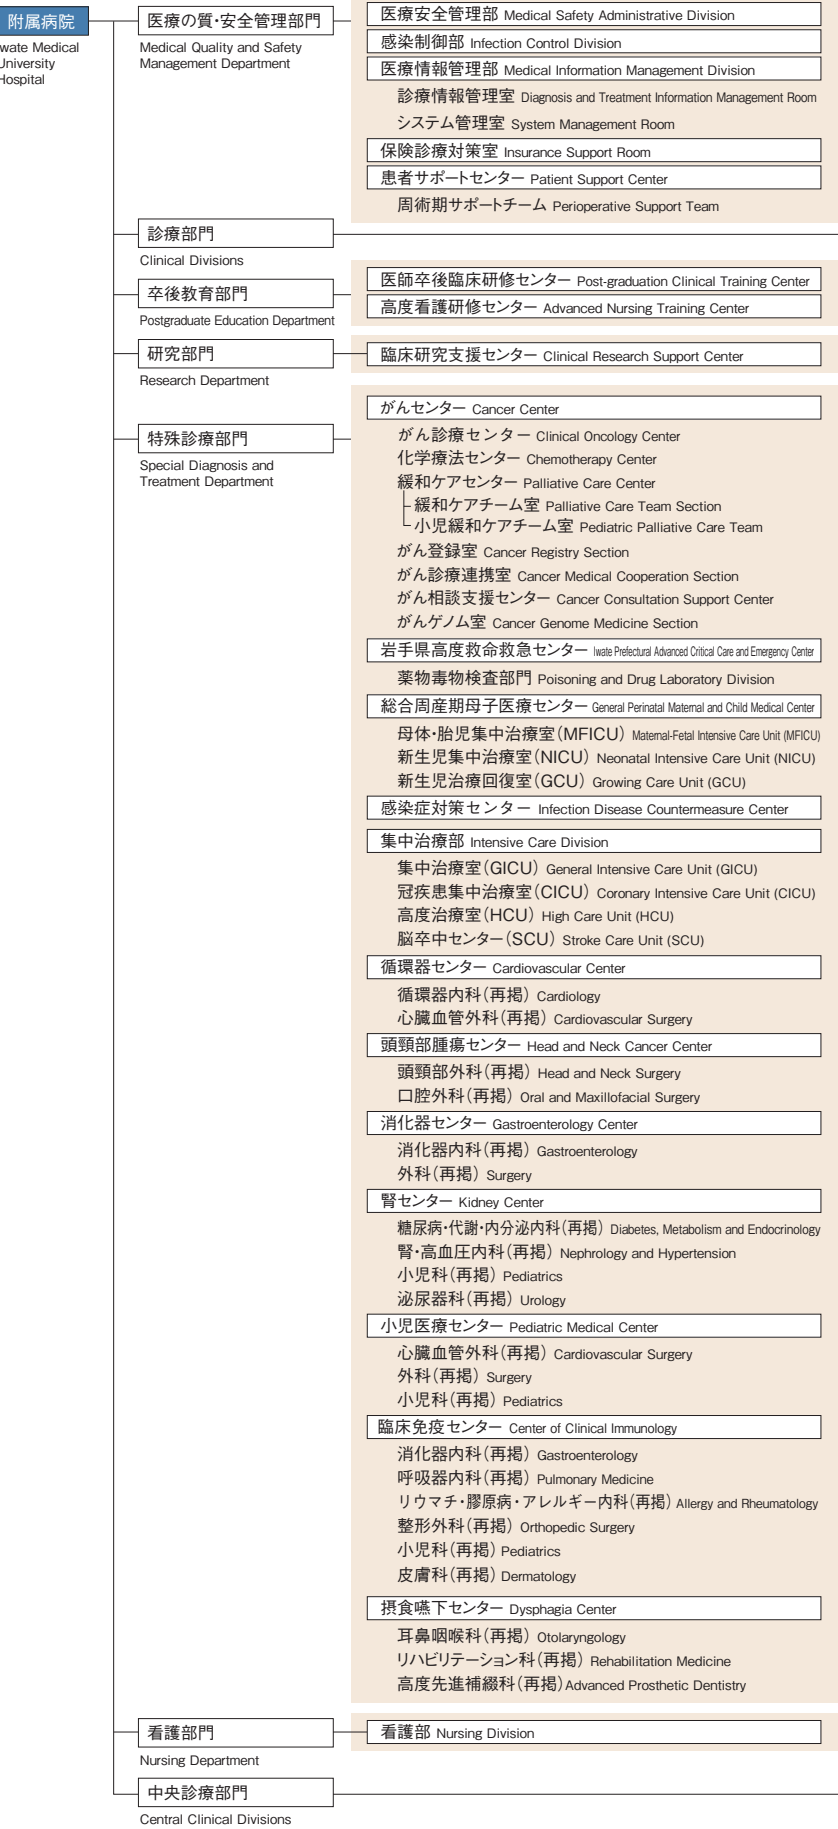 附属病院
Iwate Medical
University
Hospital
医療の質・安全管理部門
Medical Quality and Safety
Management Department
医療安全管理部 Medical Safety Administrative Division
感染制御部 Infection Control Division
医療情報管理部 Medical Information Management Division
診療情報管理室 Diagnosis and Treatment Information Management Room
システム管理室 System Management Room
保険診療対策室 Insurance Support Room
患者サポートセンター Patient Support Center
周術期サポートチーム Perioperative Support Team
診療部門
Clinical Divisions
卒後教育部門
Postgraduate Education Department
医師卒後臨床研修センター Post-graduation Clinical Training Center
高度看護研修センター Advanced Nursing Training Center
研究部門
Research Department
臨床研究支援センター Clinical Research Support Center
特殊診療部門
Special Diagnosis and
Treatment Department
がんセンター Cancer Center
がん診療センター Clinical Oncology Center
化学療法センター Chemotherapy Center
緩和ケアセンター Palliative Care Center
緩和ケアチーム室 Palliative Care Team Section
小児緩和ケアチーム室 Pediatric Palliative Care Team
がん登録室 Cancer Registry Section
がん診療連携室 Cancer Medical Cooperation Section
がん相談支援センター Cancer Consultation Support Center
がんゲノム室 Cancer Genome Medicine Section
岩手県高度救命救急センター Iwate Prefectural Advanced Critical Care and Emergency Center
薬物毒物検査部門 Poisoning and Drug Laboratory Division
総合周産期母子医療センター General Perinatal Maternal and Child Medical Center
母体・胎児集中治療室（MFICU） Maternal-Fetal Intensive Care Unit (MFICU)
新生児集中治療室（NICU） Neonatal Intensive Care Unit (NICU)
新生児治療回復室（GCU） Growing Care Unit (GCU)
感染症対策センター Infection Disease Countermeasure Center
集中治療部 Intensive Care Division
集中治療室（GICU） General Intensive Care Unit (GICU)
冠疾患集中治療室（CICU） Coronary Intensive Care Unit (CICU)
高度治療室（HCU） High Care Unit (HCU)
脳卒中センター（SCU） Stroke Care Unit (SCU)
循環器センター Cardiovascular Center
循環器内科（再掲） Cardiology
心臓血管外科（再掲） Cardiovascular Surgery
頭頸部腫瘍センター Head and Neck Cancer Center
頭頸部外科（再掲） Head and Neck Surgery
口腔外科（再掲） Oral and Maxillofacial Surgery
消化器センター Gastroenterology Center
消化器内科（再掲） Gastroenterology
外科（再掲） Surgery
腎センター Kidney Center
糖尿病・代謝・内分泌内科（再掲） Diabetes, Metabolism and Endocrinology
腎・高血圧内科（再掲） Nephrology and Hypertension
小児科（再掲） Pediatrics
泌尿器科（再掲） Urology
小児医療センター Pediatric Medical Center
心臓血管外科（再掲） Cardiovascular Surgery
外科（再掲） Surgery
小児科（再掲） Pediatrics
臨床免疫センター Center of Clinical Immunology
消化器内科（再掲） Gastroenterology
呼吸器内科（再掲） Pulmonary Medicine
リウマチ・膠原病・アレルギー内科（再掲） Allergy and Rheumatology
整形外科（再掲） Orthopedic Surgery
小児科（再掲） Pediatrics
皮膚科（再掲） Dermatology
摂食嚥下センター Dysphagia Center
耳鼻咽喉科（再掲） Otolaryngology
リハビリテーション科（再掲） Rehabilitation Medicine
高度先進補綴科（再掲）Advanced Prosthetic Dentistry
看護部門
Nursing Department
看護部 Nursing Division
中央診療部門
Central Clinical Divisions